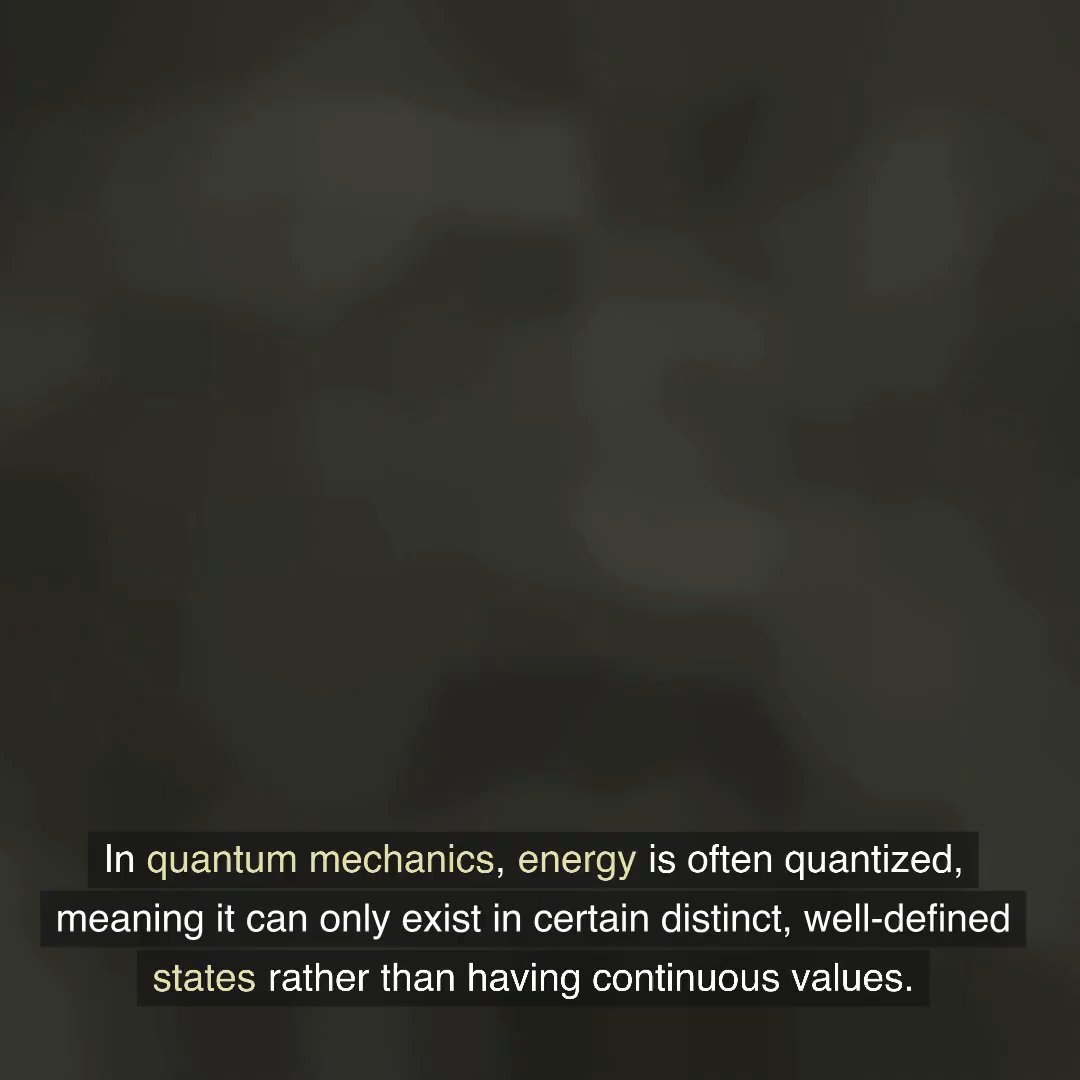 In quantum mechanics, energy is often quantized,
meaning it can only exist in certain distinct, well-defined
states rather than having continuous values.